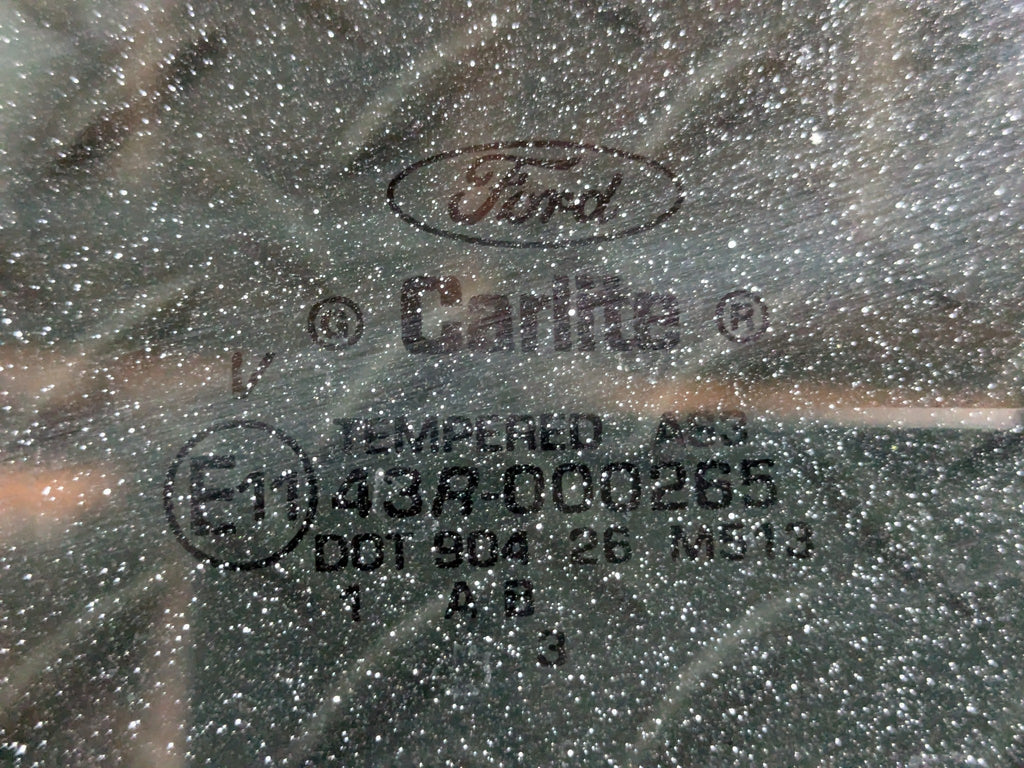 Ford
G Carlite ®
V
TEMPERED AS3
E11 43R-000265
DOT 904 26 M513
1 A B
3